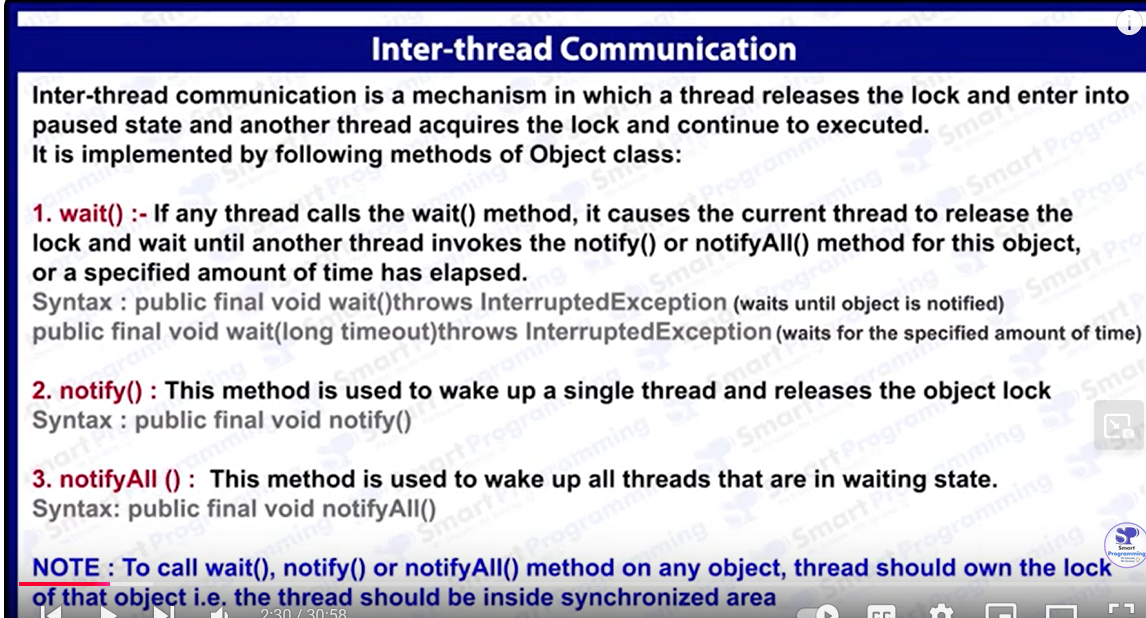 Inter-thread Communication
Inter-thread communication is a mechanism in which a thread releases the lock and enter into
paused state and another thread acquires the lock and continue to executed.
It is implemented by following methods of Object class:
1. wait() :- If any thread calls the wait() method, it causes the current thread to release the
lock and wait until another thread invokes the notify() or notifyAll() method for this object,
or a specified amount of time has elapsed.
Syntax : public final void wait()throws InterruptedException (waits until object is notified)
public final void wait(long timeout)throws InterruptedException (waits for the specified amount of time)
2. notify() : This method is used to wake up a single thread and releases the object lock
Syntax : public final void notify()
3. notifyAll () :  This method is used to wake up all threads that are in waiting state.
Syntax: public final void notifyAll()
Smart
Programming
NOTE : To call wait(), notify() or notifyAll() method on any object, thread should own the lock
of that object i.e. the thread should be inside synchronized area
2:30 / 30:58